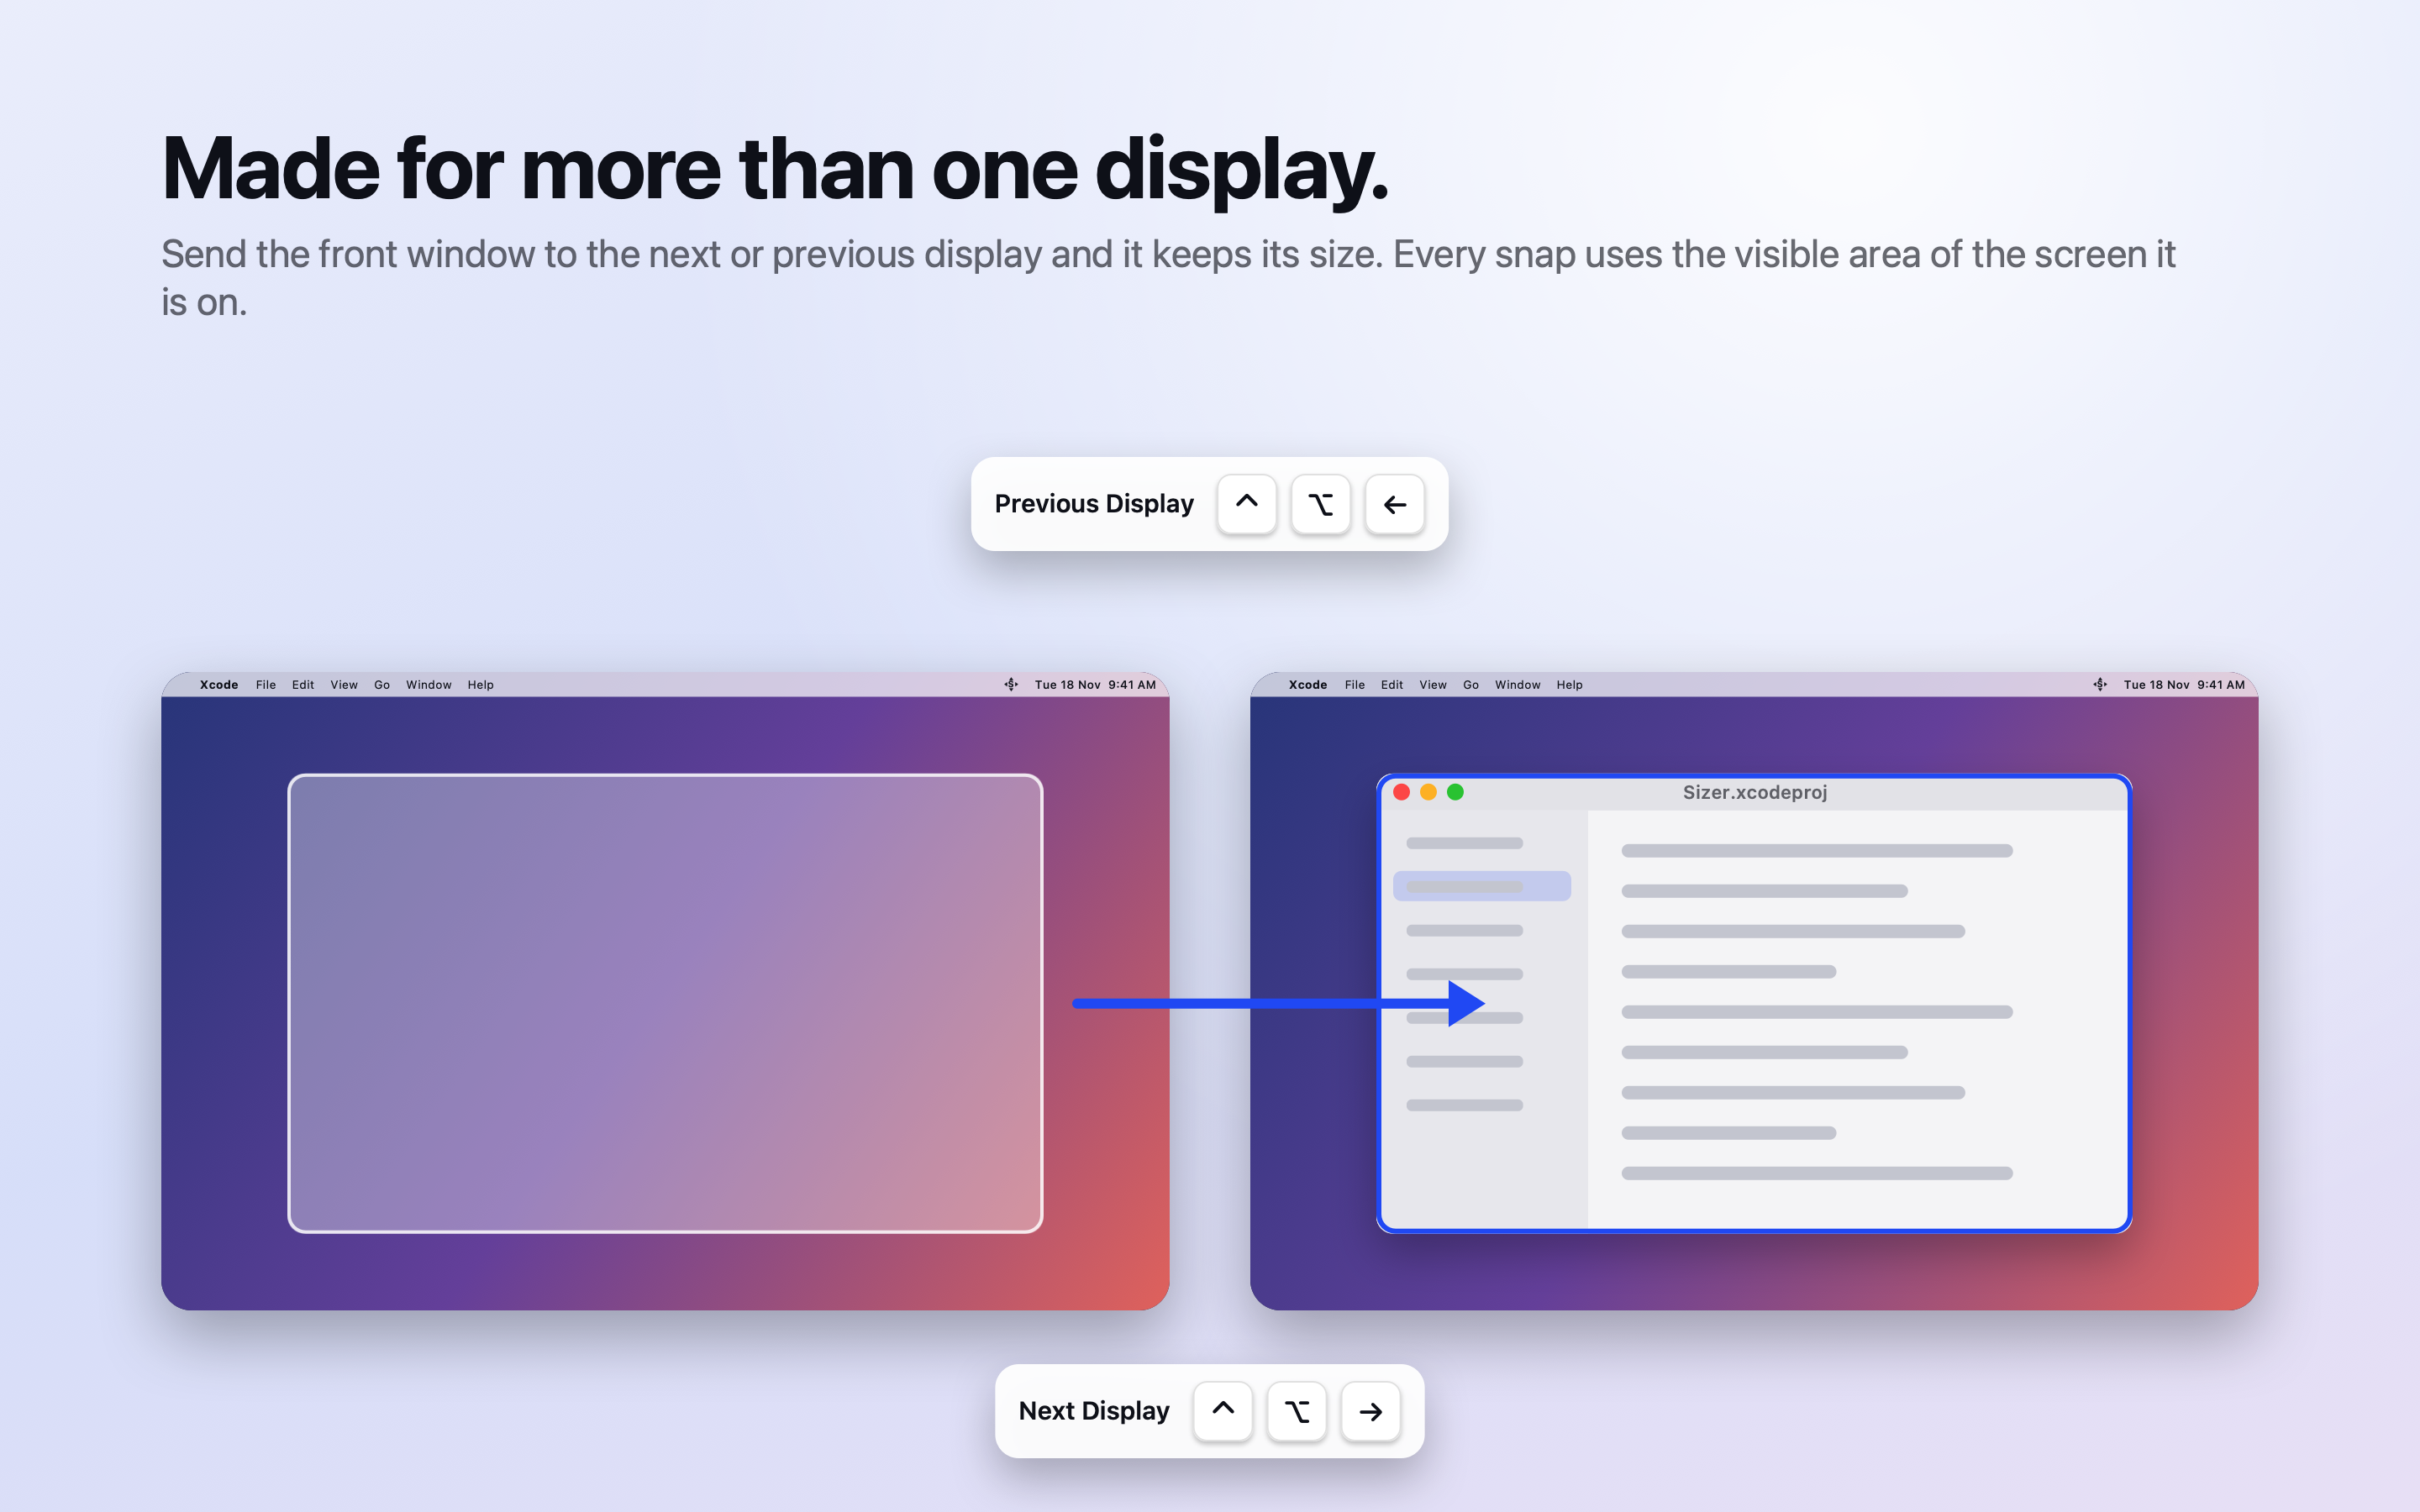 Made for more than one display.
Send the front window to the next or previous display and it keeps its size. Every snap uses the visible area of the screen it
is on.
Previous Display ^ ⌥ ←
Xcode File Edit View Go Window Help Tue 18 Nov 9:41 AM
Xcode File Edit View Go Window Help Tue 18 Nov 9:41 AM
Sizer.xcodeproj
Next Display ^ ⌥ →